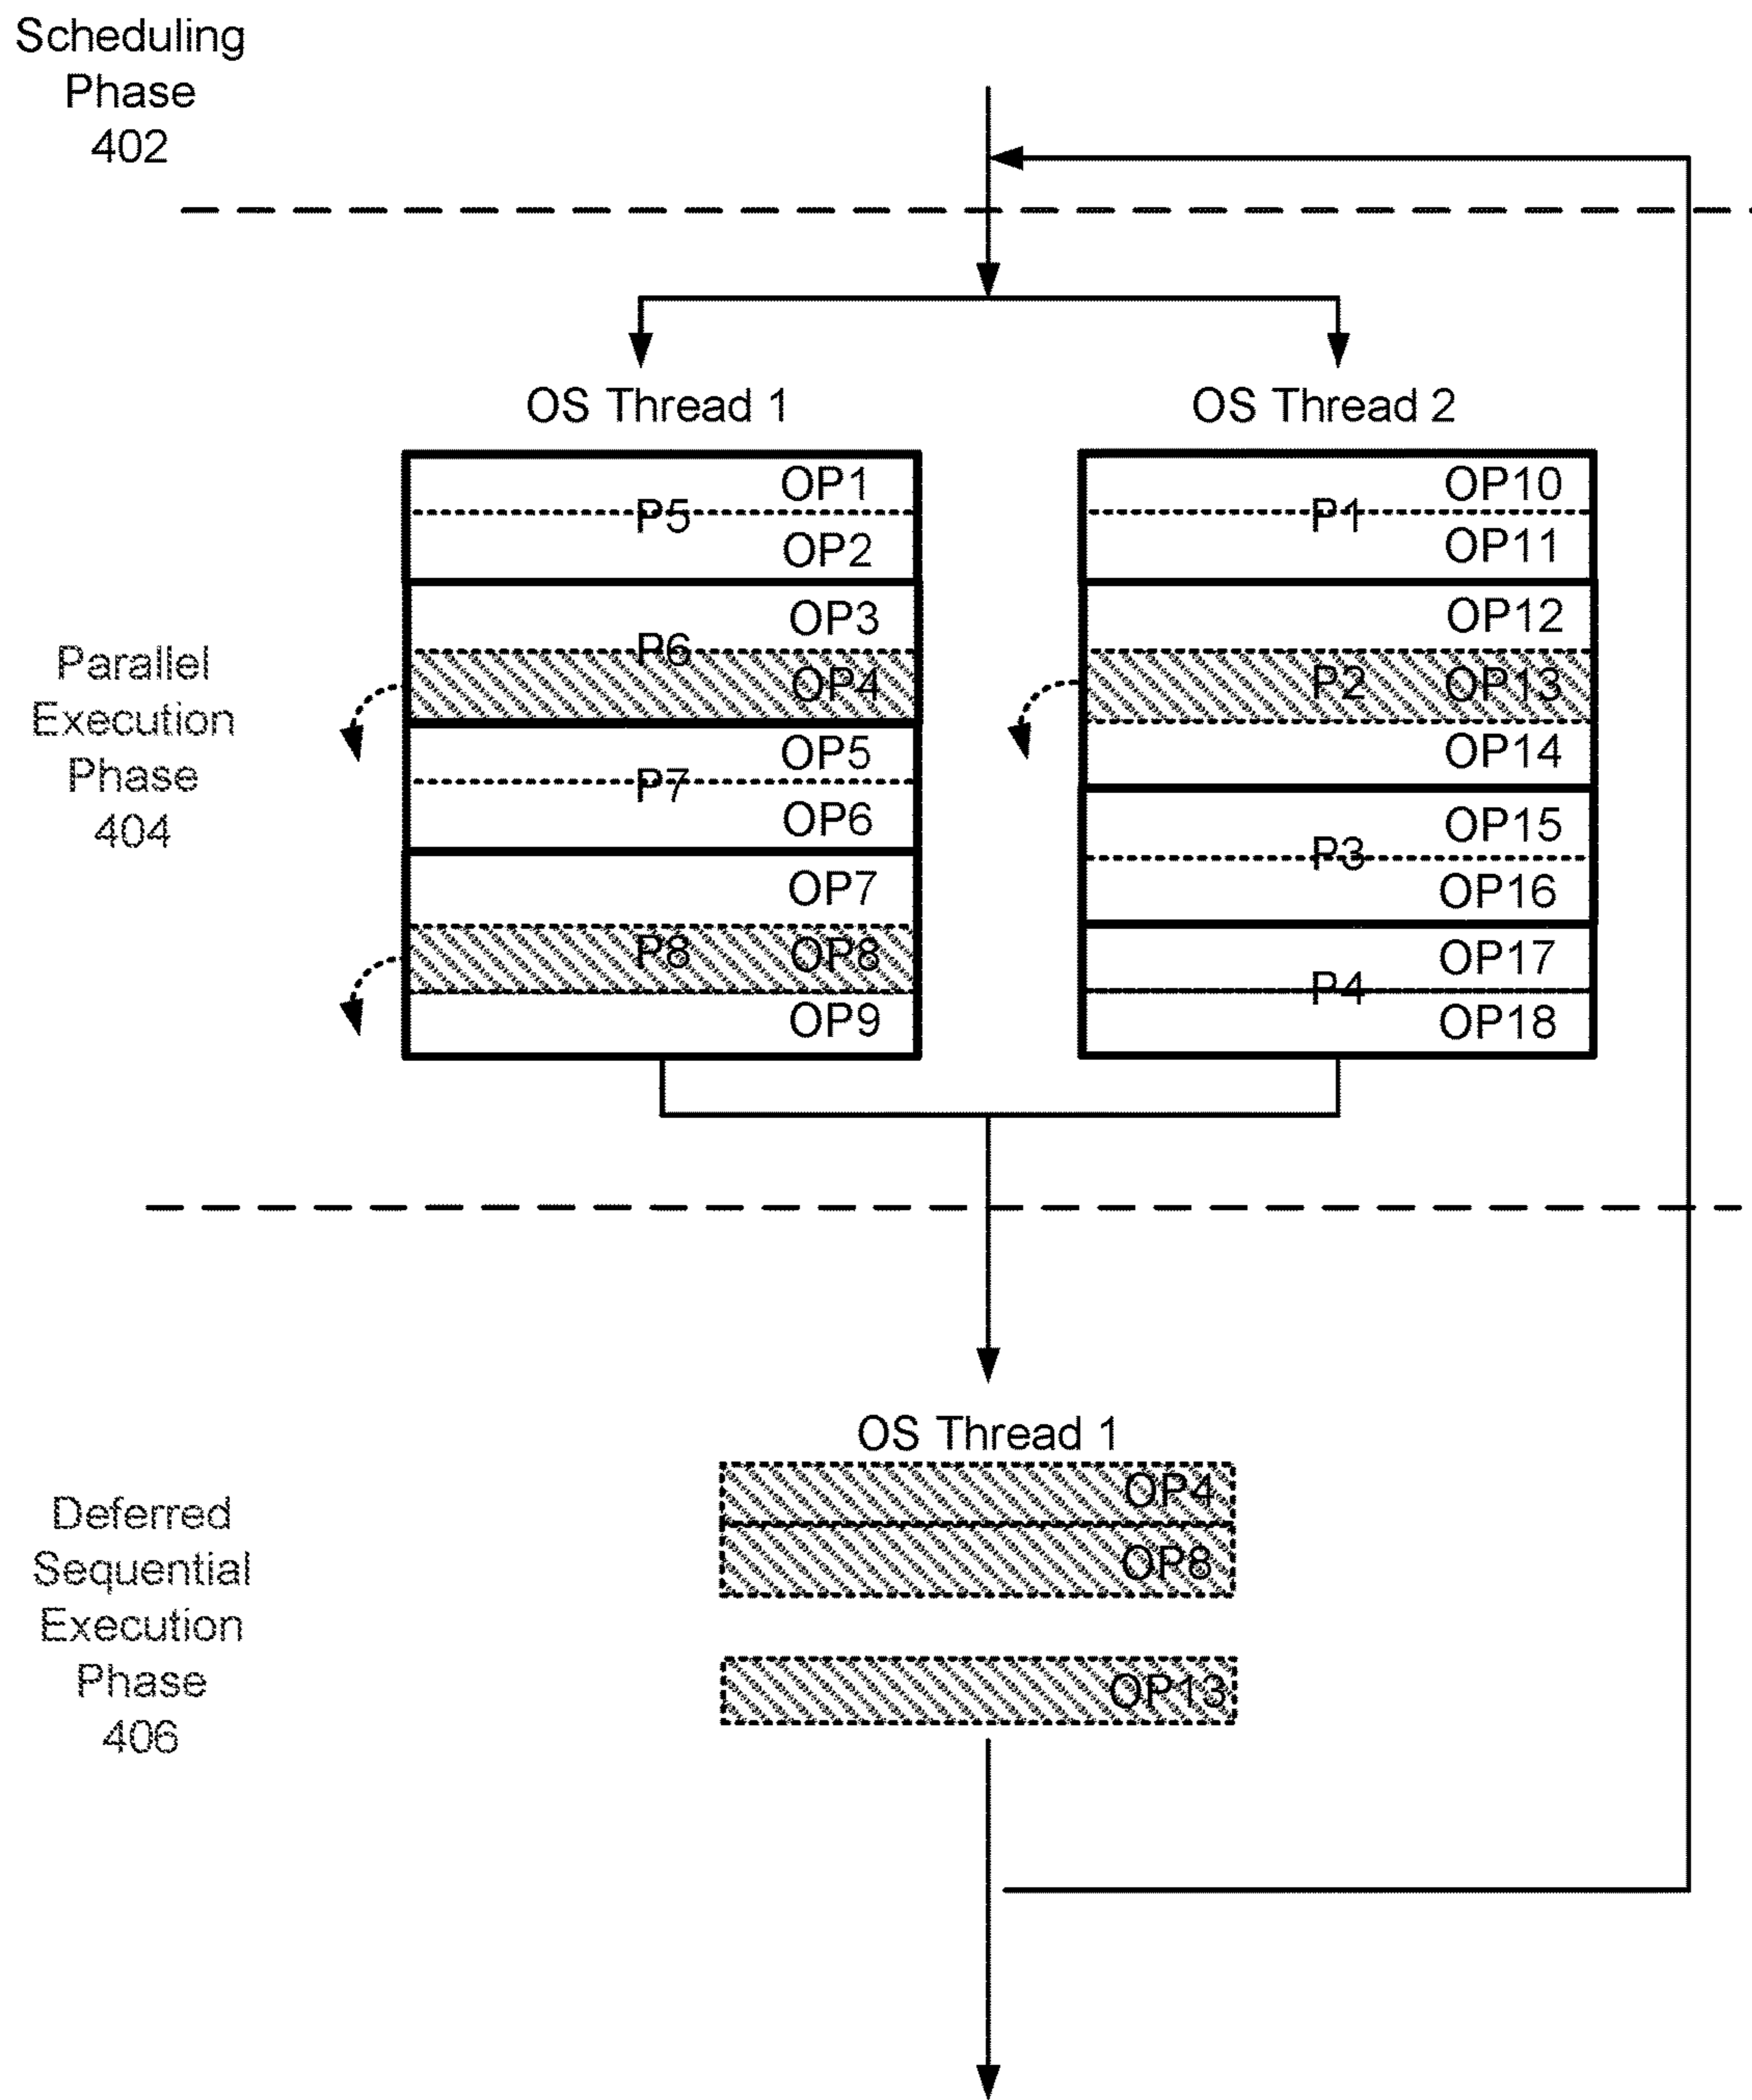 Scheduling
Phase
402
OS Thread 1
OS Thread 2
OP1
P5
OP2
OP3
P6
OP4
OP5
P7
OP6
OP7
P8
OP8
OP9
OP10
P1
OP11
OP12
P2
OP13
OP14
OP15
P3
OP16
OP17
P4
OP18
Parallel
Execution
Phase
404
OS Thread 1
OP4
OP8
OP13
Deferred
Sequential
Execution
Phase
406